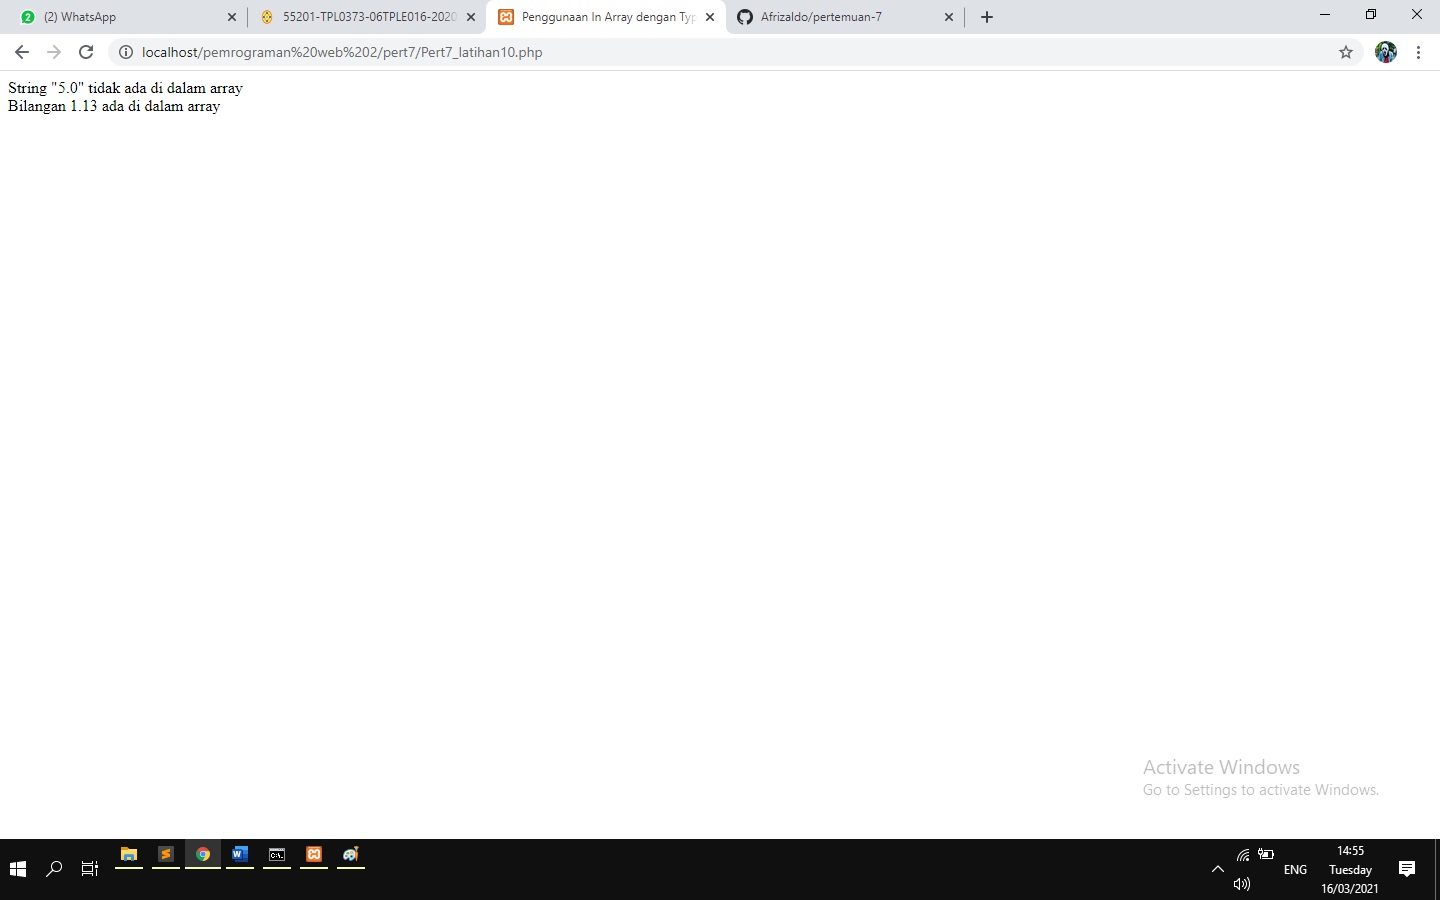 (2) WhatsApp
55201-TPL0373-06TPLE016-2020
Penggunaan In Array dengan Typ
Afrizaldo/pertemuan-7
localhost/pemrograman%20web%202/pert7/Pert7_latihan10.php
String "5.0" tidak ada di dalam array
Bilangan 1.13 ada di dalam array
Activate Windows
Go to Settings to activate Windows.
ENG
14:55
Tuesday
16/03/2021